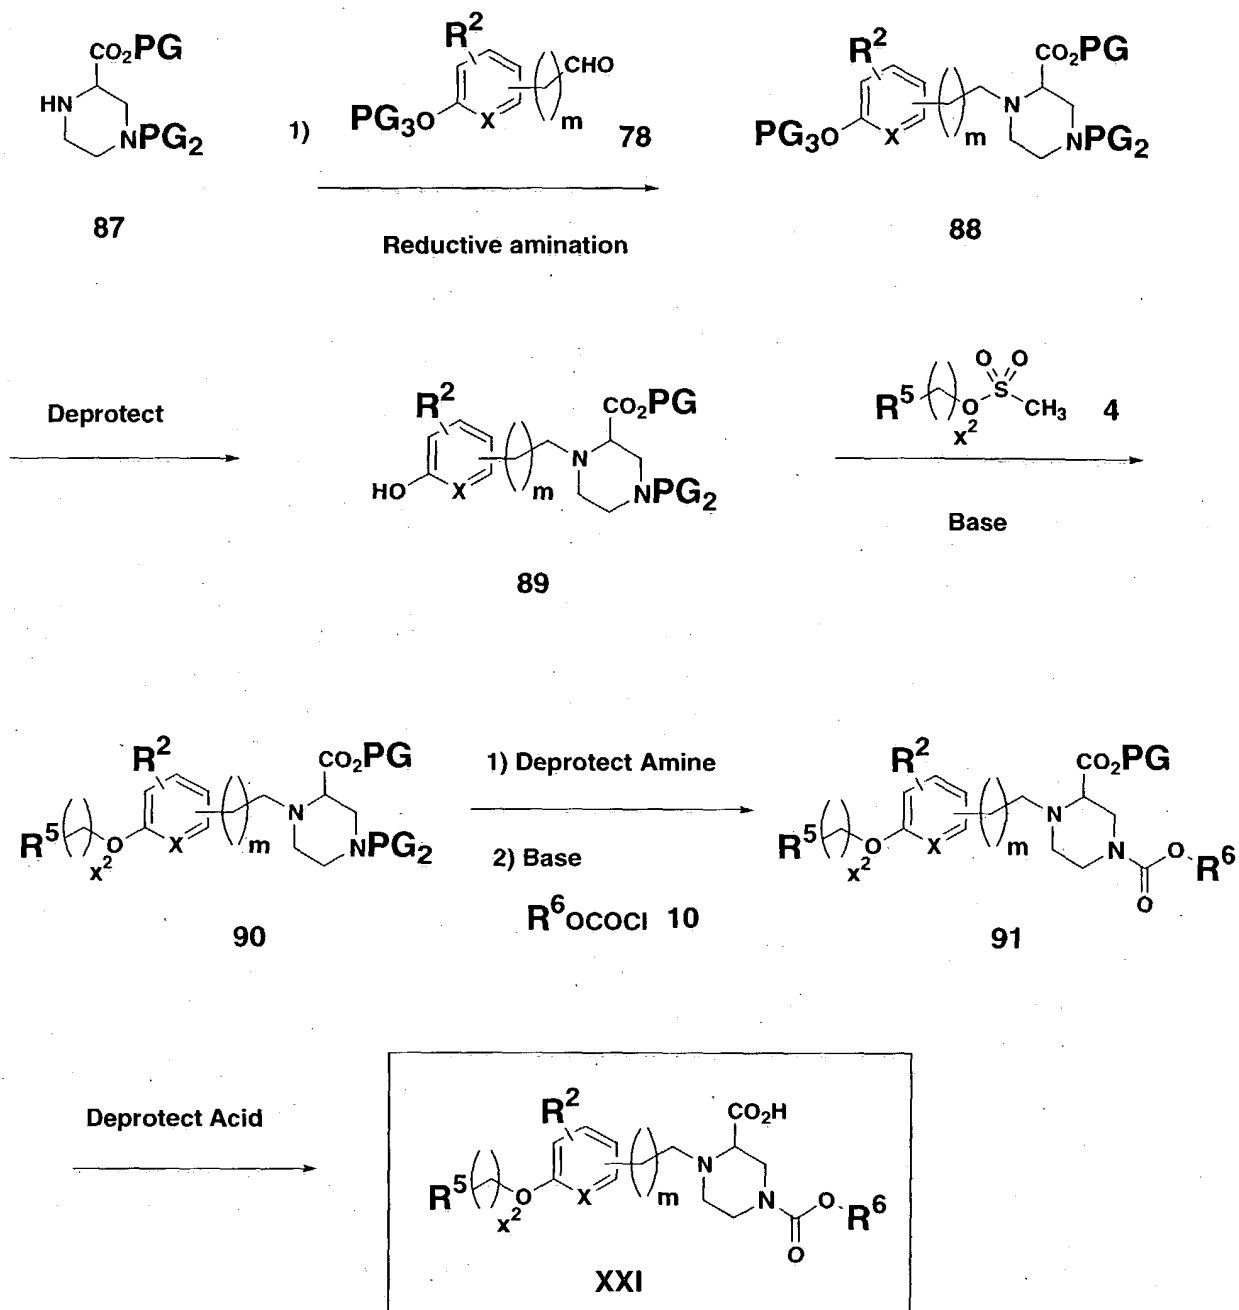 CO₂PG
HN
NPG₂
87
1)
R²
CHO
m
PG₃O
X
78
Reductive amination
R²
CO₂PG
N
m
PG₃O
X
NPG₂
88
Deprotect
R²
CO₂PG
N
HO
X
m
NPG₂
89
O O
S
R⁵
O
CH₃
x²
4
Base
R²
CO₂PG
N
R⁵
x²
O
X
m
NPG₂
90
1) Deprotect Amine
2) Base
R⁶OCOCl 10
R²
CO₂PG
N
R⁵
x²
O
X
m
N
O
R⁶
O
91
Deprotect Acid
R²
CO₂H
N
R⁵
x²
O
X
m
N
O
R⁶
O
XXI